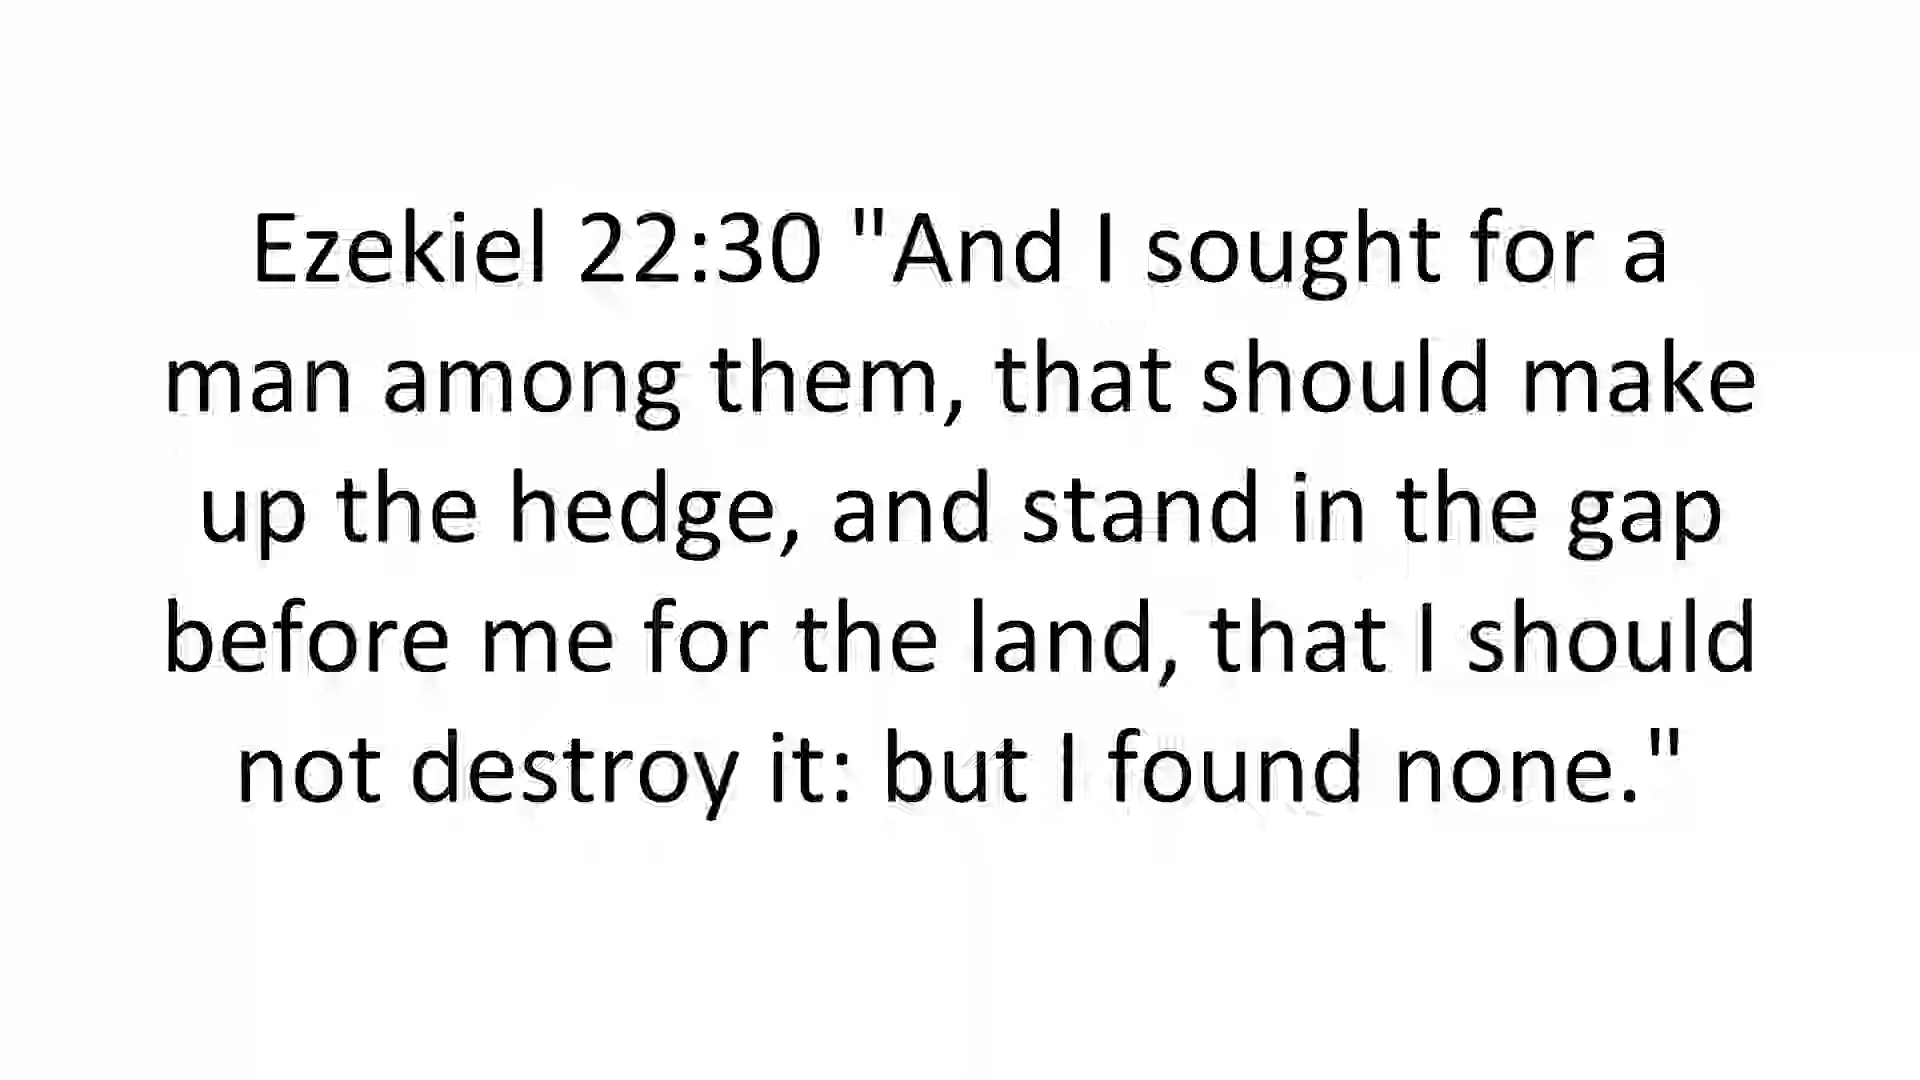 Ezekiel 22:30 "And I sought for a
man among them, that should make
up the hedge, and stand in the gap
before me for the land, that I should
not destroy it: but I found none."